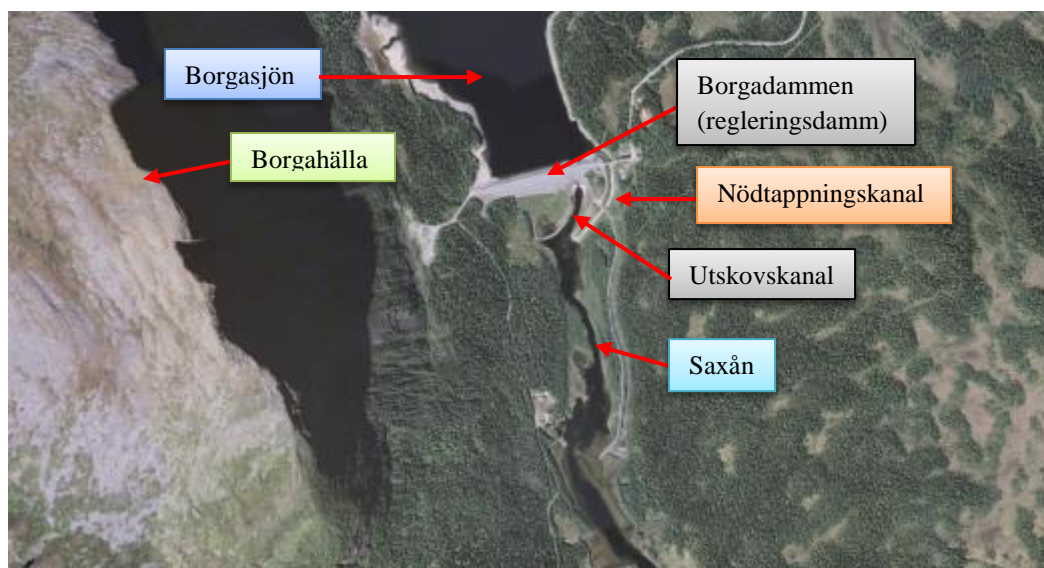 Borgasjön
Borgadammen
(regleringsdamm)
Borgahälla
Nödtappningskanal
Utskovskanal
Saxån